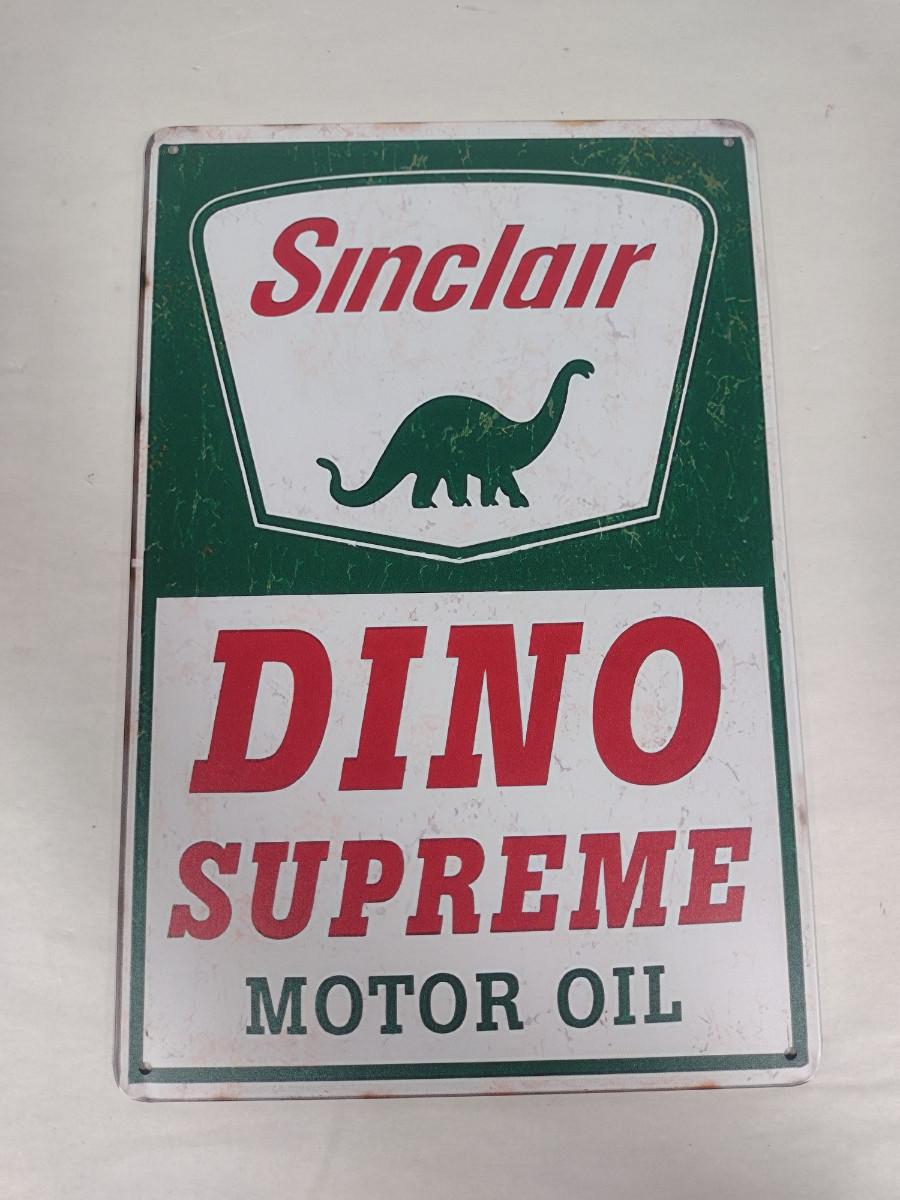 Sinclair
DINO
SUPREME
MOTOR OIL